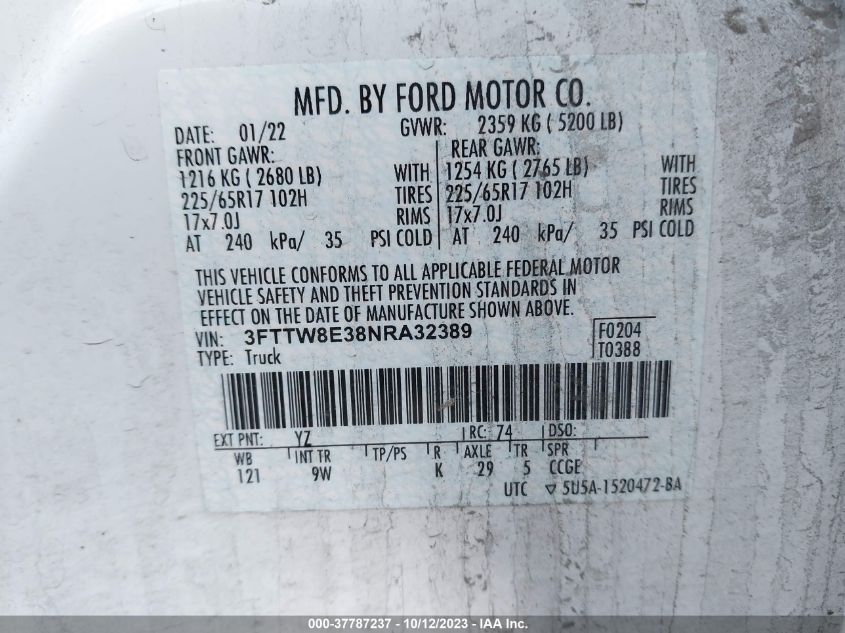 MFD. BY FORD MOTOR CO.
DATE: 01/22 GVWR: 2359 KG ( 5200 LB)
FRONT GAWR: REAR GAWR:
1216 KG ( 2680 LB) WITH 1254 KG ( 2765 LB) WITH
225/65R17 102H TIRES 225/65R17 102H TIRES
17x7.0J RIMS 17x7.0J RIMS
AT 240 kPa/ 35 PSI COLD AT 240 kPa/ 35 PSI COLD
THIS VEHICLE CONFORMS TO ALL APPLICABLE FEDERAL MOTOR
VEHICLE SAFETY AND THEFT PREVENTION STANDARDS IN
EFFECT ON THE DATE OF MANUFACTURE SHOWN ABOVE.
VIN: 3FTTW8E38NRA32389 F0204
TYPE: Truck T0388
EXT PNT: YZ RC: 74 DSO:
WB INT TR TP/PS R AXLE TR SPR
121 9W K 29 5 CCGE
UTC ▽ 5U5A-1520472-BA
000-37787237 - 10/12/2023 - IAA Inc.